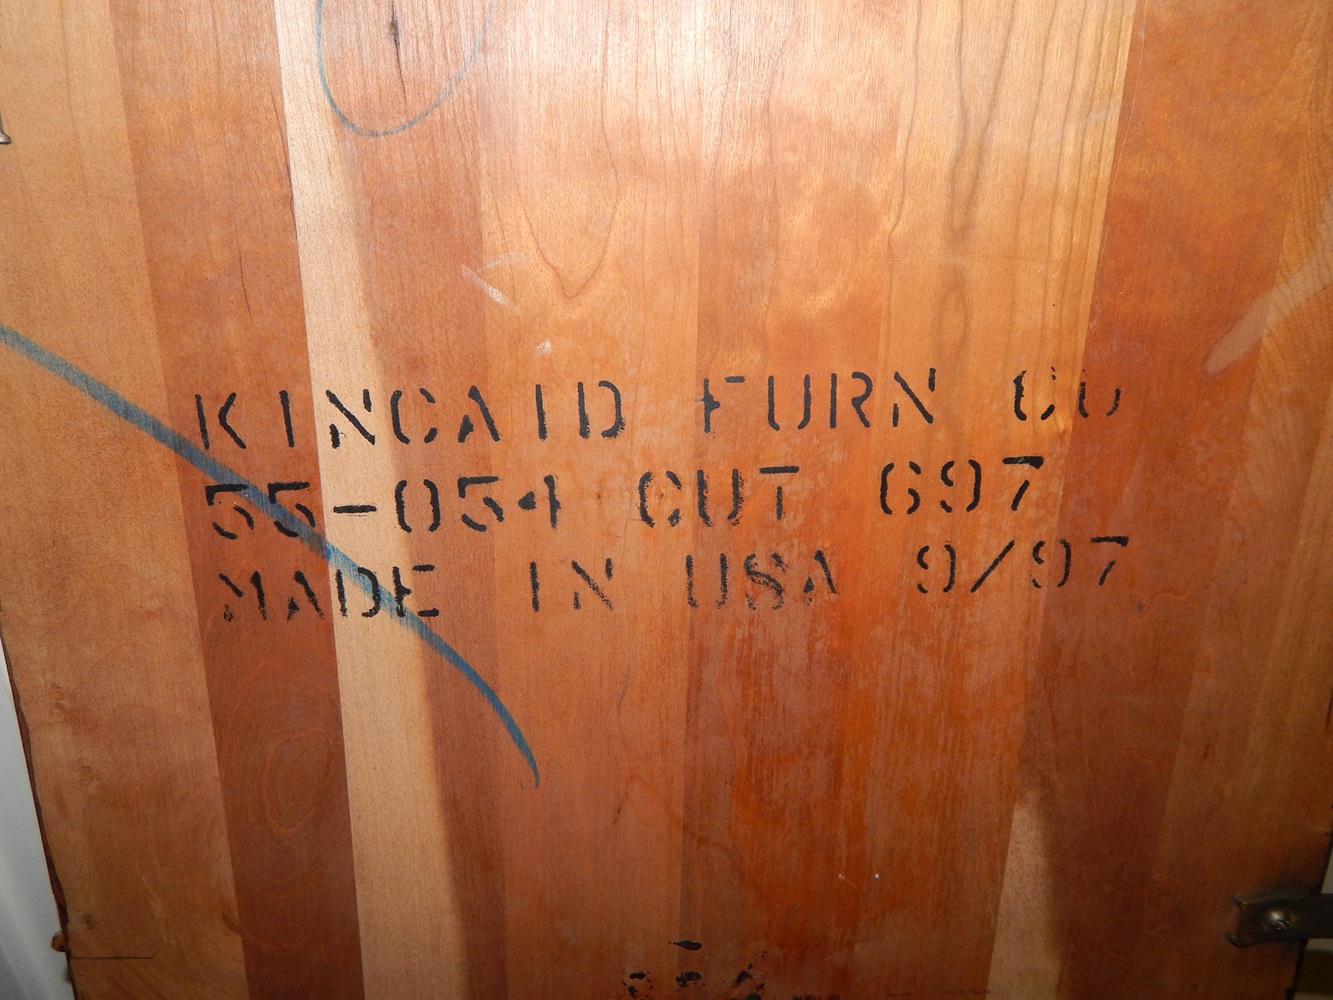 KINCAID FURN CO
55-054 CUT 697
MADE IN USA 9/97